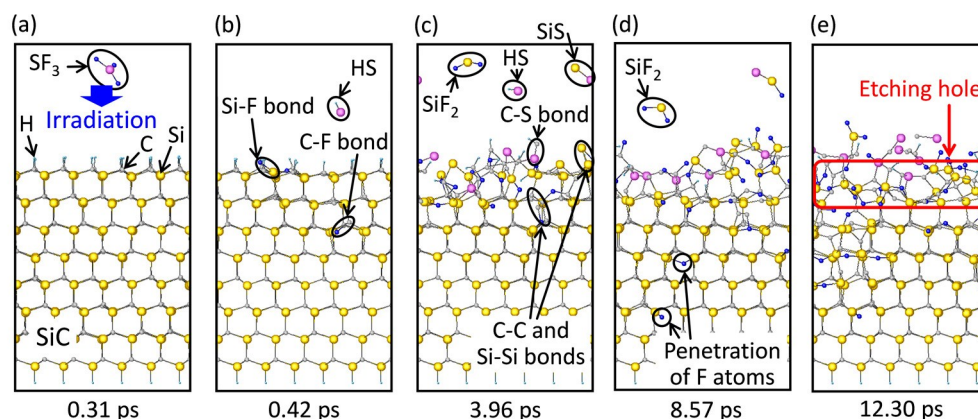 (a)
(b)
(c)
(d)
(e)
SF3
Irradiation
H
C
Si
SiC
0.31 ps
HS
Si-F bond
C-F bond
0.42 ps
SiS
HS
SiF2
C-S bond
C-C and
Si-Si bonds
3.96 ps
SiF2
Penetration
of F atoms
8.57 ps
Etching hole
12.30 ps